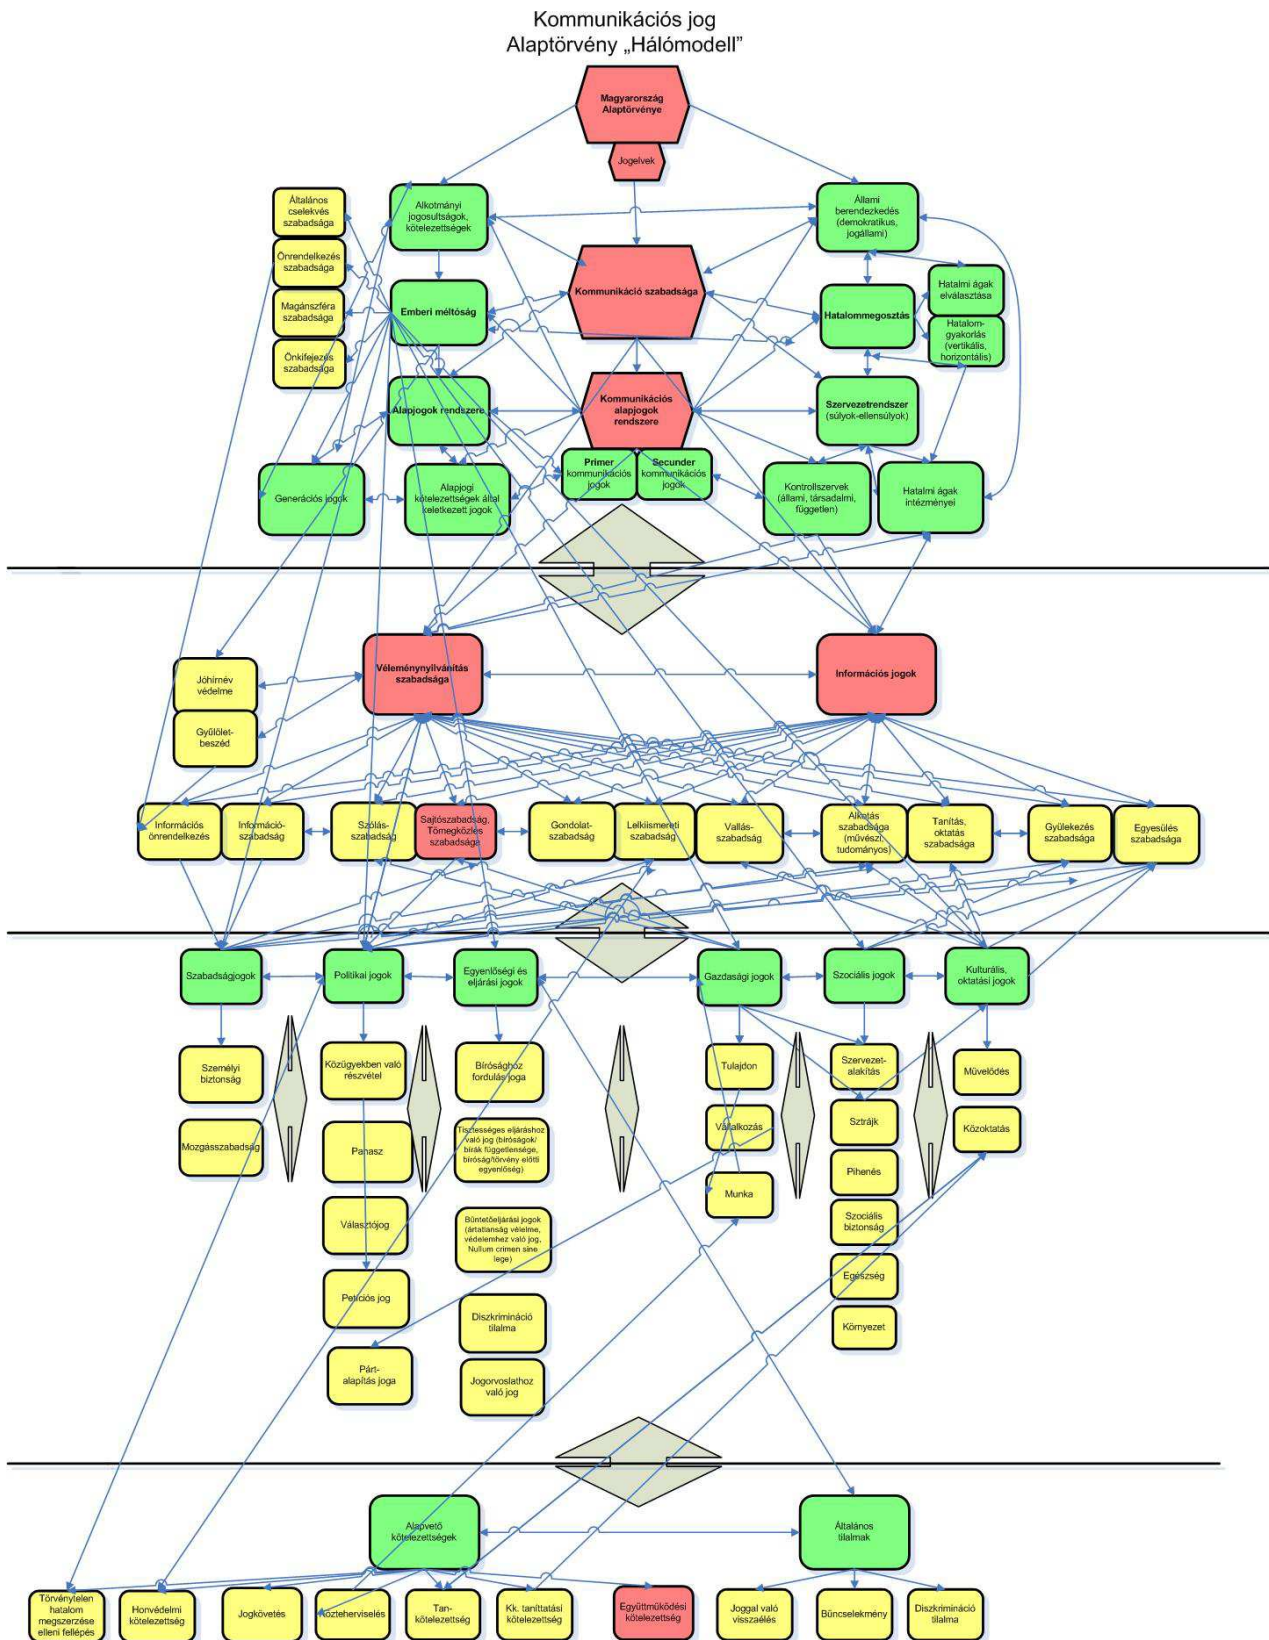 Kommunikációs jog
Alaptörvény „Hálómodell”
Magyarország
Alaptörvénye
Jogelvek
Általános
cselekvés
szabadsága
Önrendelkezés
szabadsága
Magánszféra
szabadsága
Önkifejezés
szabadsága
Alkotmányi
jogosultságok,
kötelezettségek
Állami
berendezkedés
(demokratikus,
jogállami)
Emberi méltóság
Kommunikáció szabadsága
Hatalommegosztás
Hatalmi ágak
elválasztása
Hatalom-
gyakorlás
(vertikális,
horizontális)
Alapjogok rendszere
Kommunikációs
alapjogok
rendszere
Szervezetrendszer
(súlyok-ellensúlyok)
Primer
kommunikációs
jogok
Secunder
kommunikációs
jogok
Generációs jogok
Alapjogi
kötelezettségek által
keletkezett jogok
Kontrollszervek
(állami, társadalmi,
független)
Hatalmi ágak
intézményei
Véleménynyilvánítás
szabadsága
Információs jogok
Jóhírnév
védelme
Gyűlölet-
beszéd
Információs
önrendelkezés
Információ-
szabadság
Szólás-
szabadság
Sajtószabadság,
Tömegközlés
szabadsága
Gondolat-
szabadság
Lelkiismereti
szabadság
Vallás-
szabadság
Alkotás
szabadsága
(művészi,
tudományos)
Tanítás,
oktatás
szabadsága
Gyülekezés
szabadsága
Egyesülés
szabadsága
Szabadságjogok
Politikai jogok
Egyenlőségi és
eljárási jogok
Gazdasági jogok
Szociális jogok
Kulturális,
oktatási jogok
Személyi
biztonság
Mozgásszabadság
Közügyekben való
részvétel
Panasz
Választójog
Petíciós jog
Párt-
alapítás joga
Bírósághoz
fordulás joga
Tisztességes eljáráshoz
való jog (bíróságok/
bírák függetlensége,
bíróság/törvény előtti
egyenlőség)
Büntetőeljárási jogok
(ártatlanság vélelme,
védelemhez való jog,
Nullum crimen sine
lege)
Diszkrimináció
tilalma
Jogorvoslathoz
való jog
Tulajdon
Vállalkozás
Munka
Szervezet-
alakítás
Sztrájk
Pihenés
Szociális
biztonság
Egészség
Környezet
Művelődés
Közoktatás
Alapvető
kötelezettségek
Általános
tilalmak
Törvénytelen
hatalom
megszerzése
elleni fellépés
Honvédelmi
kötelezettség
Jogkövetés
Közteherviselés
Tan-
kötelezettség
Kk. taníttatási
kötelezettség
Együttműködési
kötelezettség
Joggal való
visszaélés
Bűncselekmény
Diszkrimináció
tilalma